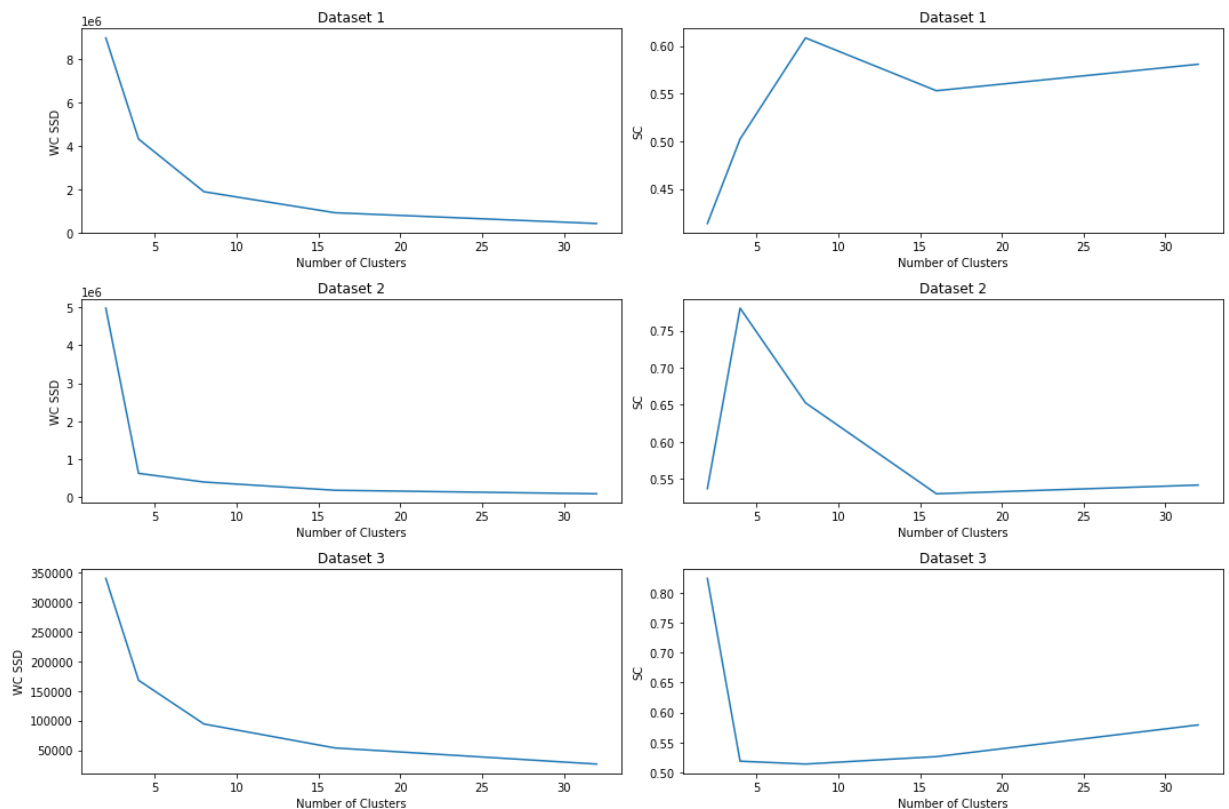 Dataset 1
1e6
8
6
4
2
0
WC SSD
5 10 15 20 25 30
Number of Clusters
Dataset 1
0.60
0.55
0.50
0.45
SC
5 10 15 20 25 30
Number of Clusters
Dataset 2
1e6
5
4
3
2
1
0
WC SSD
5 10 15 20 25 30
Number of Clusters
Dataset 2
0.75
0.70
0.65
0.60
0.55
SC
5 10 15 20 25 30
Number of Clusters
Dataset 3
350000
300000
250000
200000
150000
100000
50000
WC SSD
5 10 15 20 25 30
Number of Clusters
Dataset 3
0.80
0.75
0.70
0.65
0.60
0.55
0.50
SC
5 10 15 20 25 30
Number of Clusters